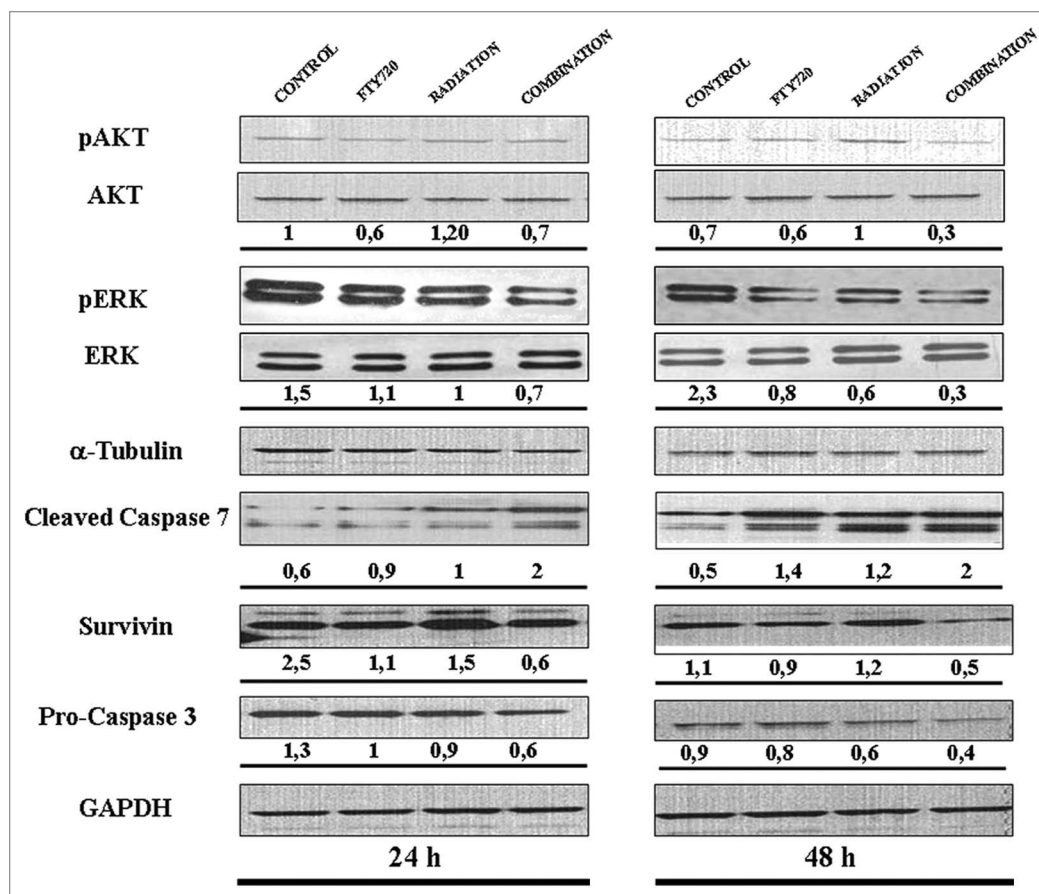 CONTROL FTY720 RADIATION COMBINATION CONTROL FTY720 RADIATION COMBINATION
pAKT
AKT
1 0,6 1,20 0,7 0,7 0,6 1 0,3
pERK
ERK
1,5 1,1 1 0,7 2,3 0,8 0,6 0,3
α-Tubulin
Cleaved Caspase 7
0,6 0,9 1 2 0,5 1,4 1,2 2
Survivin
2,5 1,1 1,5 0,6 1,1 0,9 1,2 0,5
Pro-Caspase 3
1,3 1 0,9 0,6 0,9 0,8 0,6 0,4
GAPDH
24 h 48 h